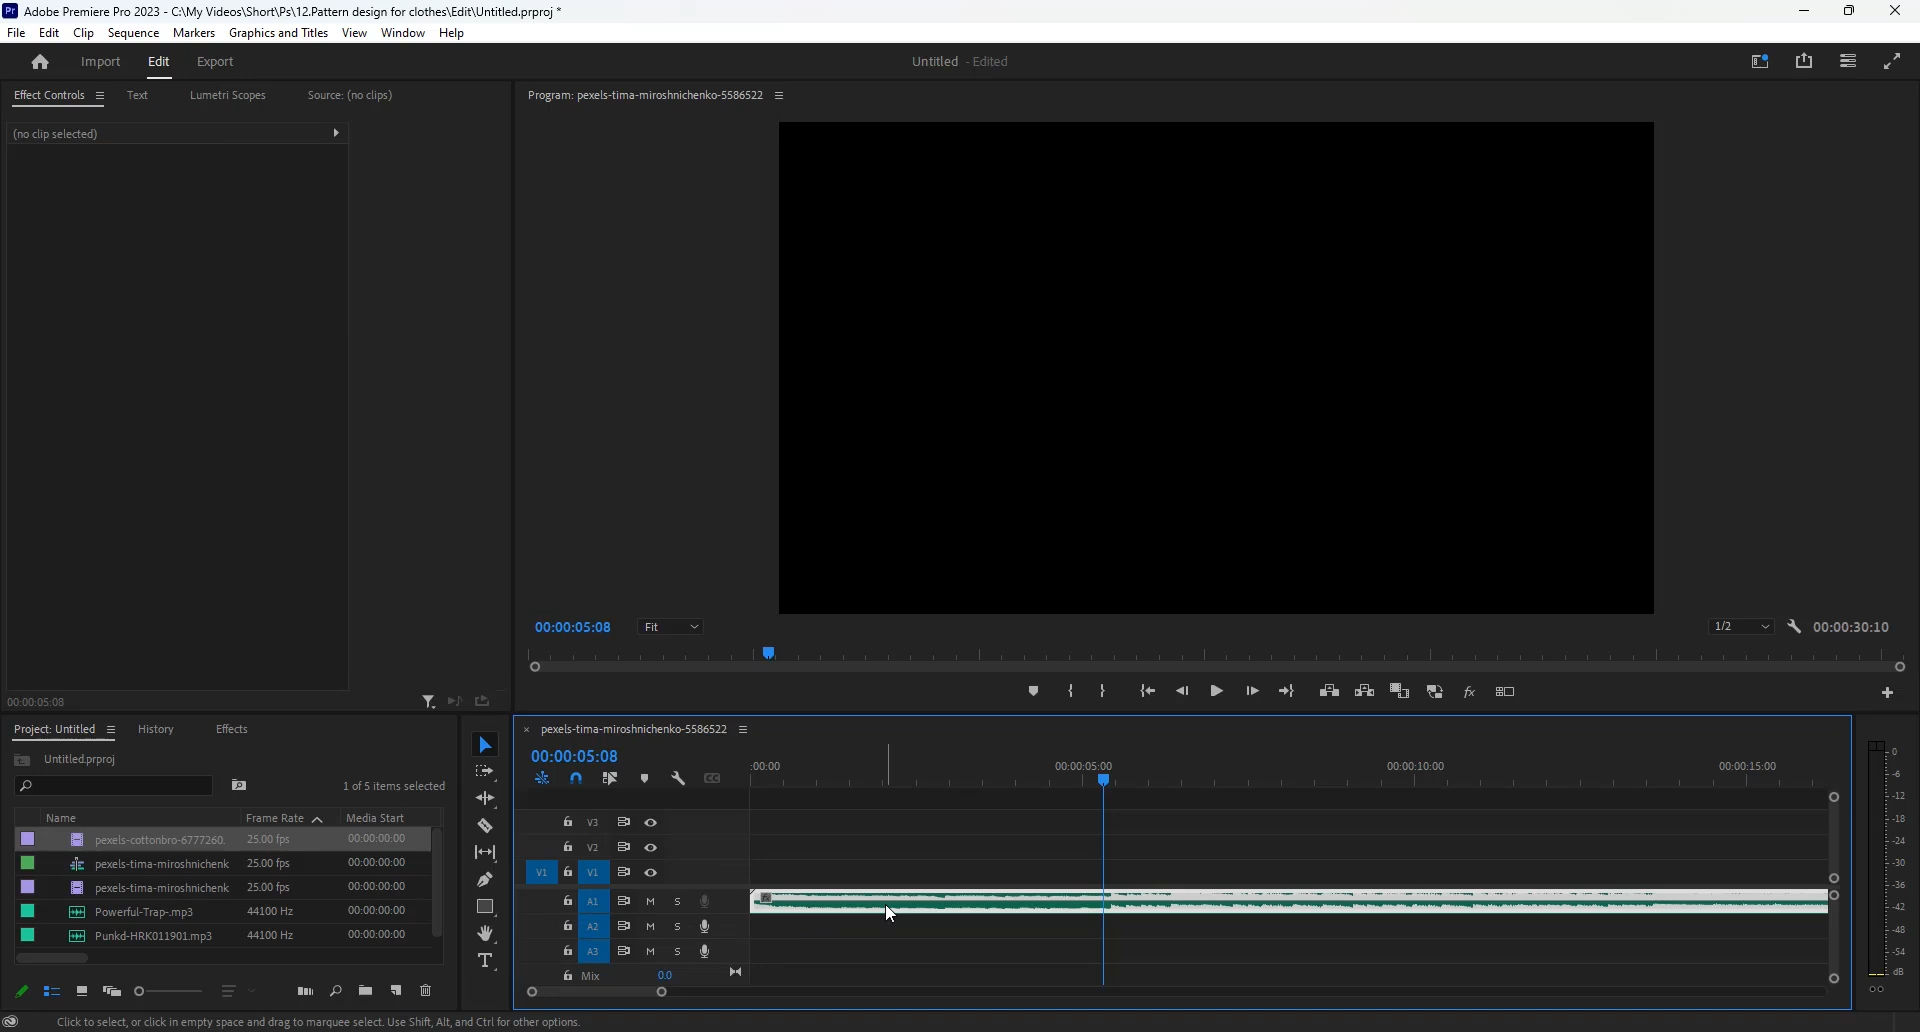 Pr Adobe Premiere Pro 2023 - C:\My Videos\Short\Ps\12.Pattern design for clothes\Edit\Untitled.prproj *
File Edit Clip Sequence Markers Graphics and Titles View Window Help
Import Edit Export Untitled - Edited
Effect Controls Text Lumetri Scopes Source: (no clips) Program: pexels-tima-miroshnichenko-5586522
(no clip selected)
00:00:05:08 Fit 1/2 00:00:30:10
00:00:05:08
Project: Untitled History Effects
Untitled.prproj
1 of 5 items selected
Name Frame Rate Media Start
pexels-cottonbro-6777260. 25.00 fps 00:00:00:00
pexels-tima-miroshnichenk 25.00 fps 00:00:00:00
pexels-tima-miroshnichenk 25.00 fps 00:00:00:00
Powerful-Trap-.mp3 44100 Hz 00:00:00:00
Punkd-HRK011901.mp3 44100 Hz 00:00:00:00
× pexels-tima-miroshnichenko-5586522
00:00:05:08
:00:00 00:00:05:00 00:00:10:00 00:00:15:00
V3
V2
V1 V1
A1 M S
A2 M S
A3 M S
Mix 0.0
0
-6
-12
-18
-24
-30
-36
-42
-48
-54
dB
Click to select, or click in empty space and drag to marquee select. Use Shift, Alt, and Ctrl for other options.